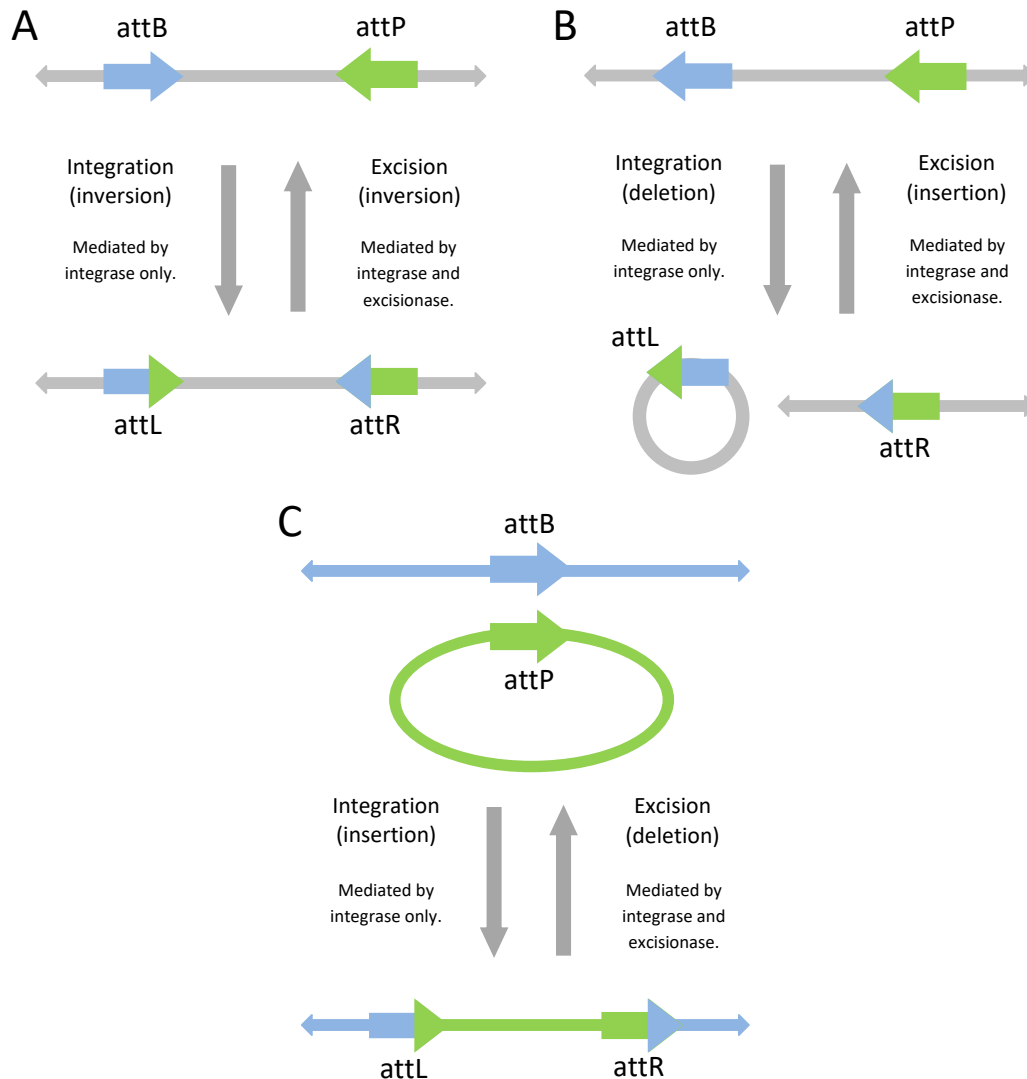 A
attB
attP
Integration
(inversion)
Mediated by
integrase only.
Excision
(inversion)
Mediated by
integrase and
excisionase.
attL
attR
B
attB
attP
Integration
(deletion)
Mediated by
integrase only.
Excision
(insertion)
Mediated by
integrase and
excisionase.
attL
attR
C
attB
attP
Integration
(insertion)
Mediated by
integrase only.
Excision
(deletion)
Mediated by
integrase and
excisionase.
attL
attR